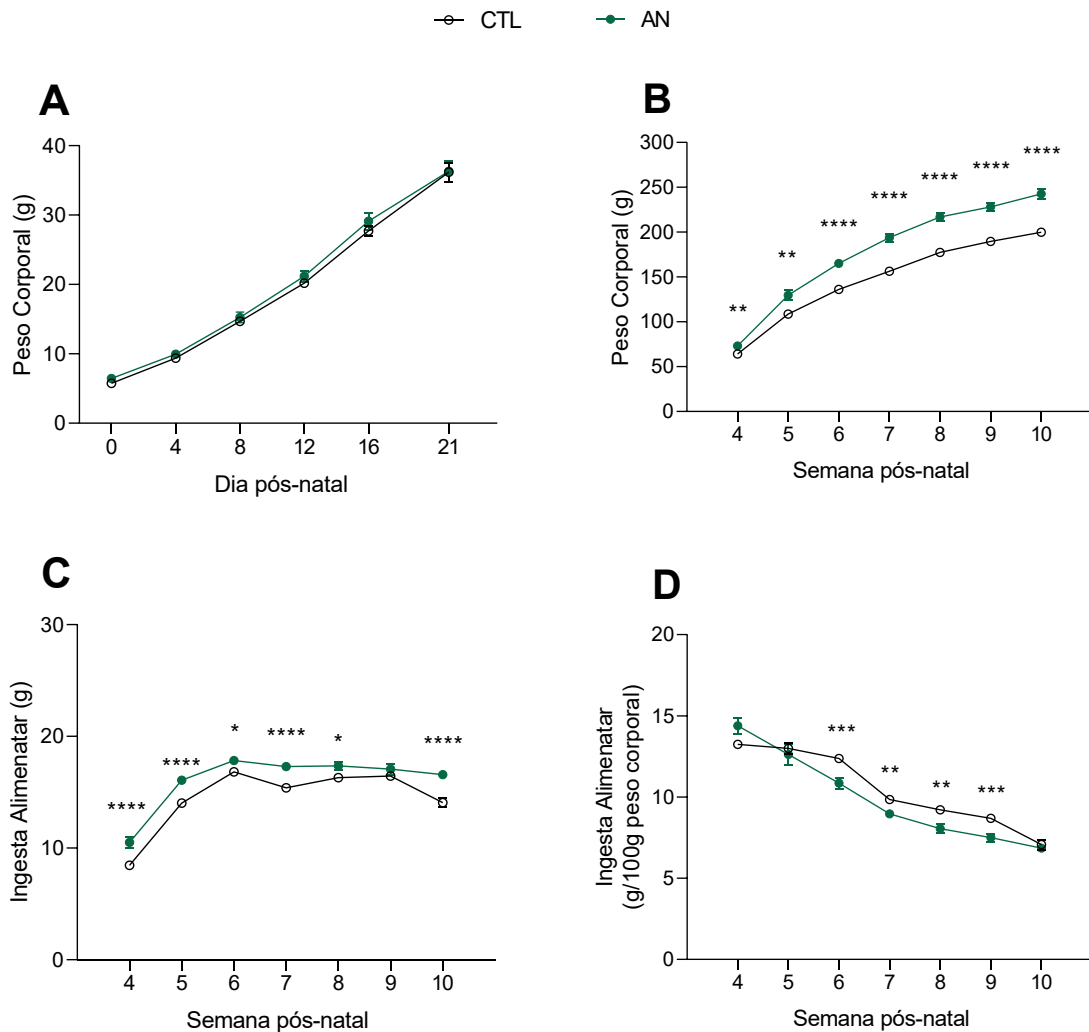 CTL AN
A
Peso Corporal (g)
40
30
20
10
0
0 4 8 12 16 21
Dia pós-natal
B
Peso Corporal (g)
300
250
200
150
100
50
0
** ** **** **** **** **** ****
4 5 6 7 8 9 10
Semana pós-natal
C
Ingesta Alimenatar (g)
30
20
10
0
**** **** * **** * ****
4 5 6 7 8 9 10
Semana pós-natal
D
Ingesta Alimenatar
(g/100g peso corporal)
20
15
10
5
0
*** ** ** ***
4 5 6 7 8 9 10
Semana pós-natal